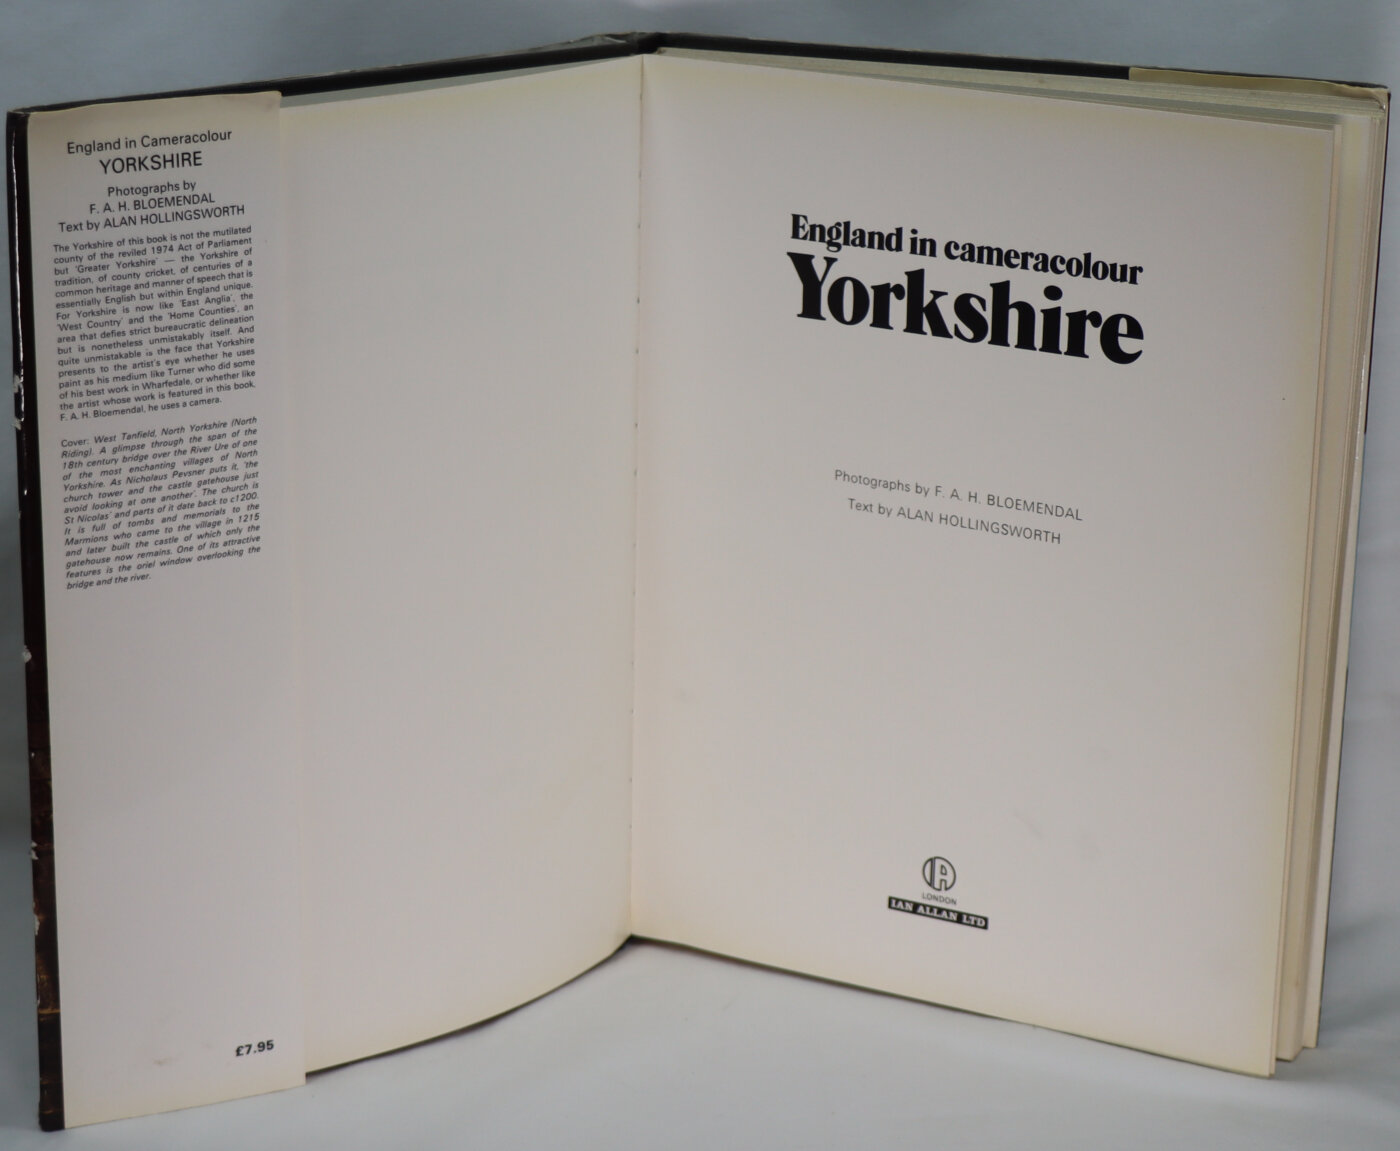 England in Cameracolour
YORKSHIRE
Photographs by
F. A. H. BLOEMENDAL
Text by ALAN HOLLINGSWORTH
The Yorkshire of this book is not the mutilated
county of the reviled 1974 Act of Parliament
but 'Greater Yorkshire' — the Yorkshire of
tradition, of county cricket, of centuries of a
common heritage and manner of speech that is
essentially English but within England unique.
For Yorkshire is now like 'East Anglia', the
'West Country' and the 'Home Counties', an
area that defies strict bureaucratic delineation
but is nonetheless unmistakably itself. And
quite unmistakable is the face that Yorkshire
presents to the artist's eye whether he uses
paint as his medium like Turner who did some
of his best work in Wharfedale, or whether like
the artist whose work is featured in this book,
F. A. H. Bloemendal, he uses a camera.
Cover: West Tanfield, North Yorkshire (North
Riding). A glimpse through the span of the
18th century bridge over the River Ure of one
of the most enchanting villages of North
Yorkshire. As Nicholaus Pevsner puts it, 'the
church tower and the castle gatehouse just
avoid looking at one another'. The church is
St Nicolas' and parts of it date back to c1200.
It is full of tombs and memorials to the
Marmions who came to the village in 1215
and later built the castle of which only the
gatehouse now remains. One of its attractive
features is the oriel window overlooking the
bridge and the river.
£7.95
England in cameracolour
Yorkshire
Photographs by F. A. H. BLOEMENDAL
Text by ALAN HOLLINGSWORTH
IA
LONDON
IAN ALLAN LTD